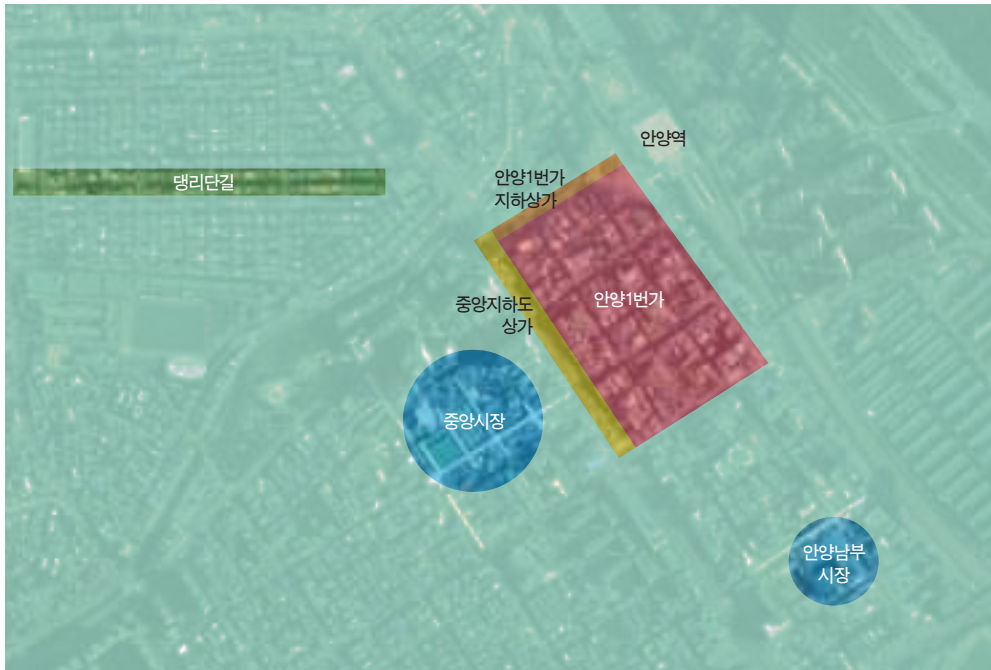 안양역
댕리단길
안양1번가
지하상가
안양1번가
중앙지하도
상가
중앙시장
안양남부
시장